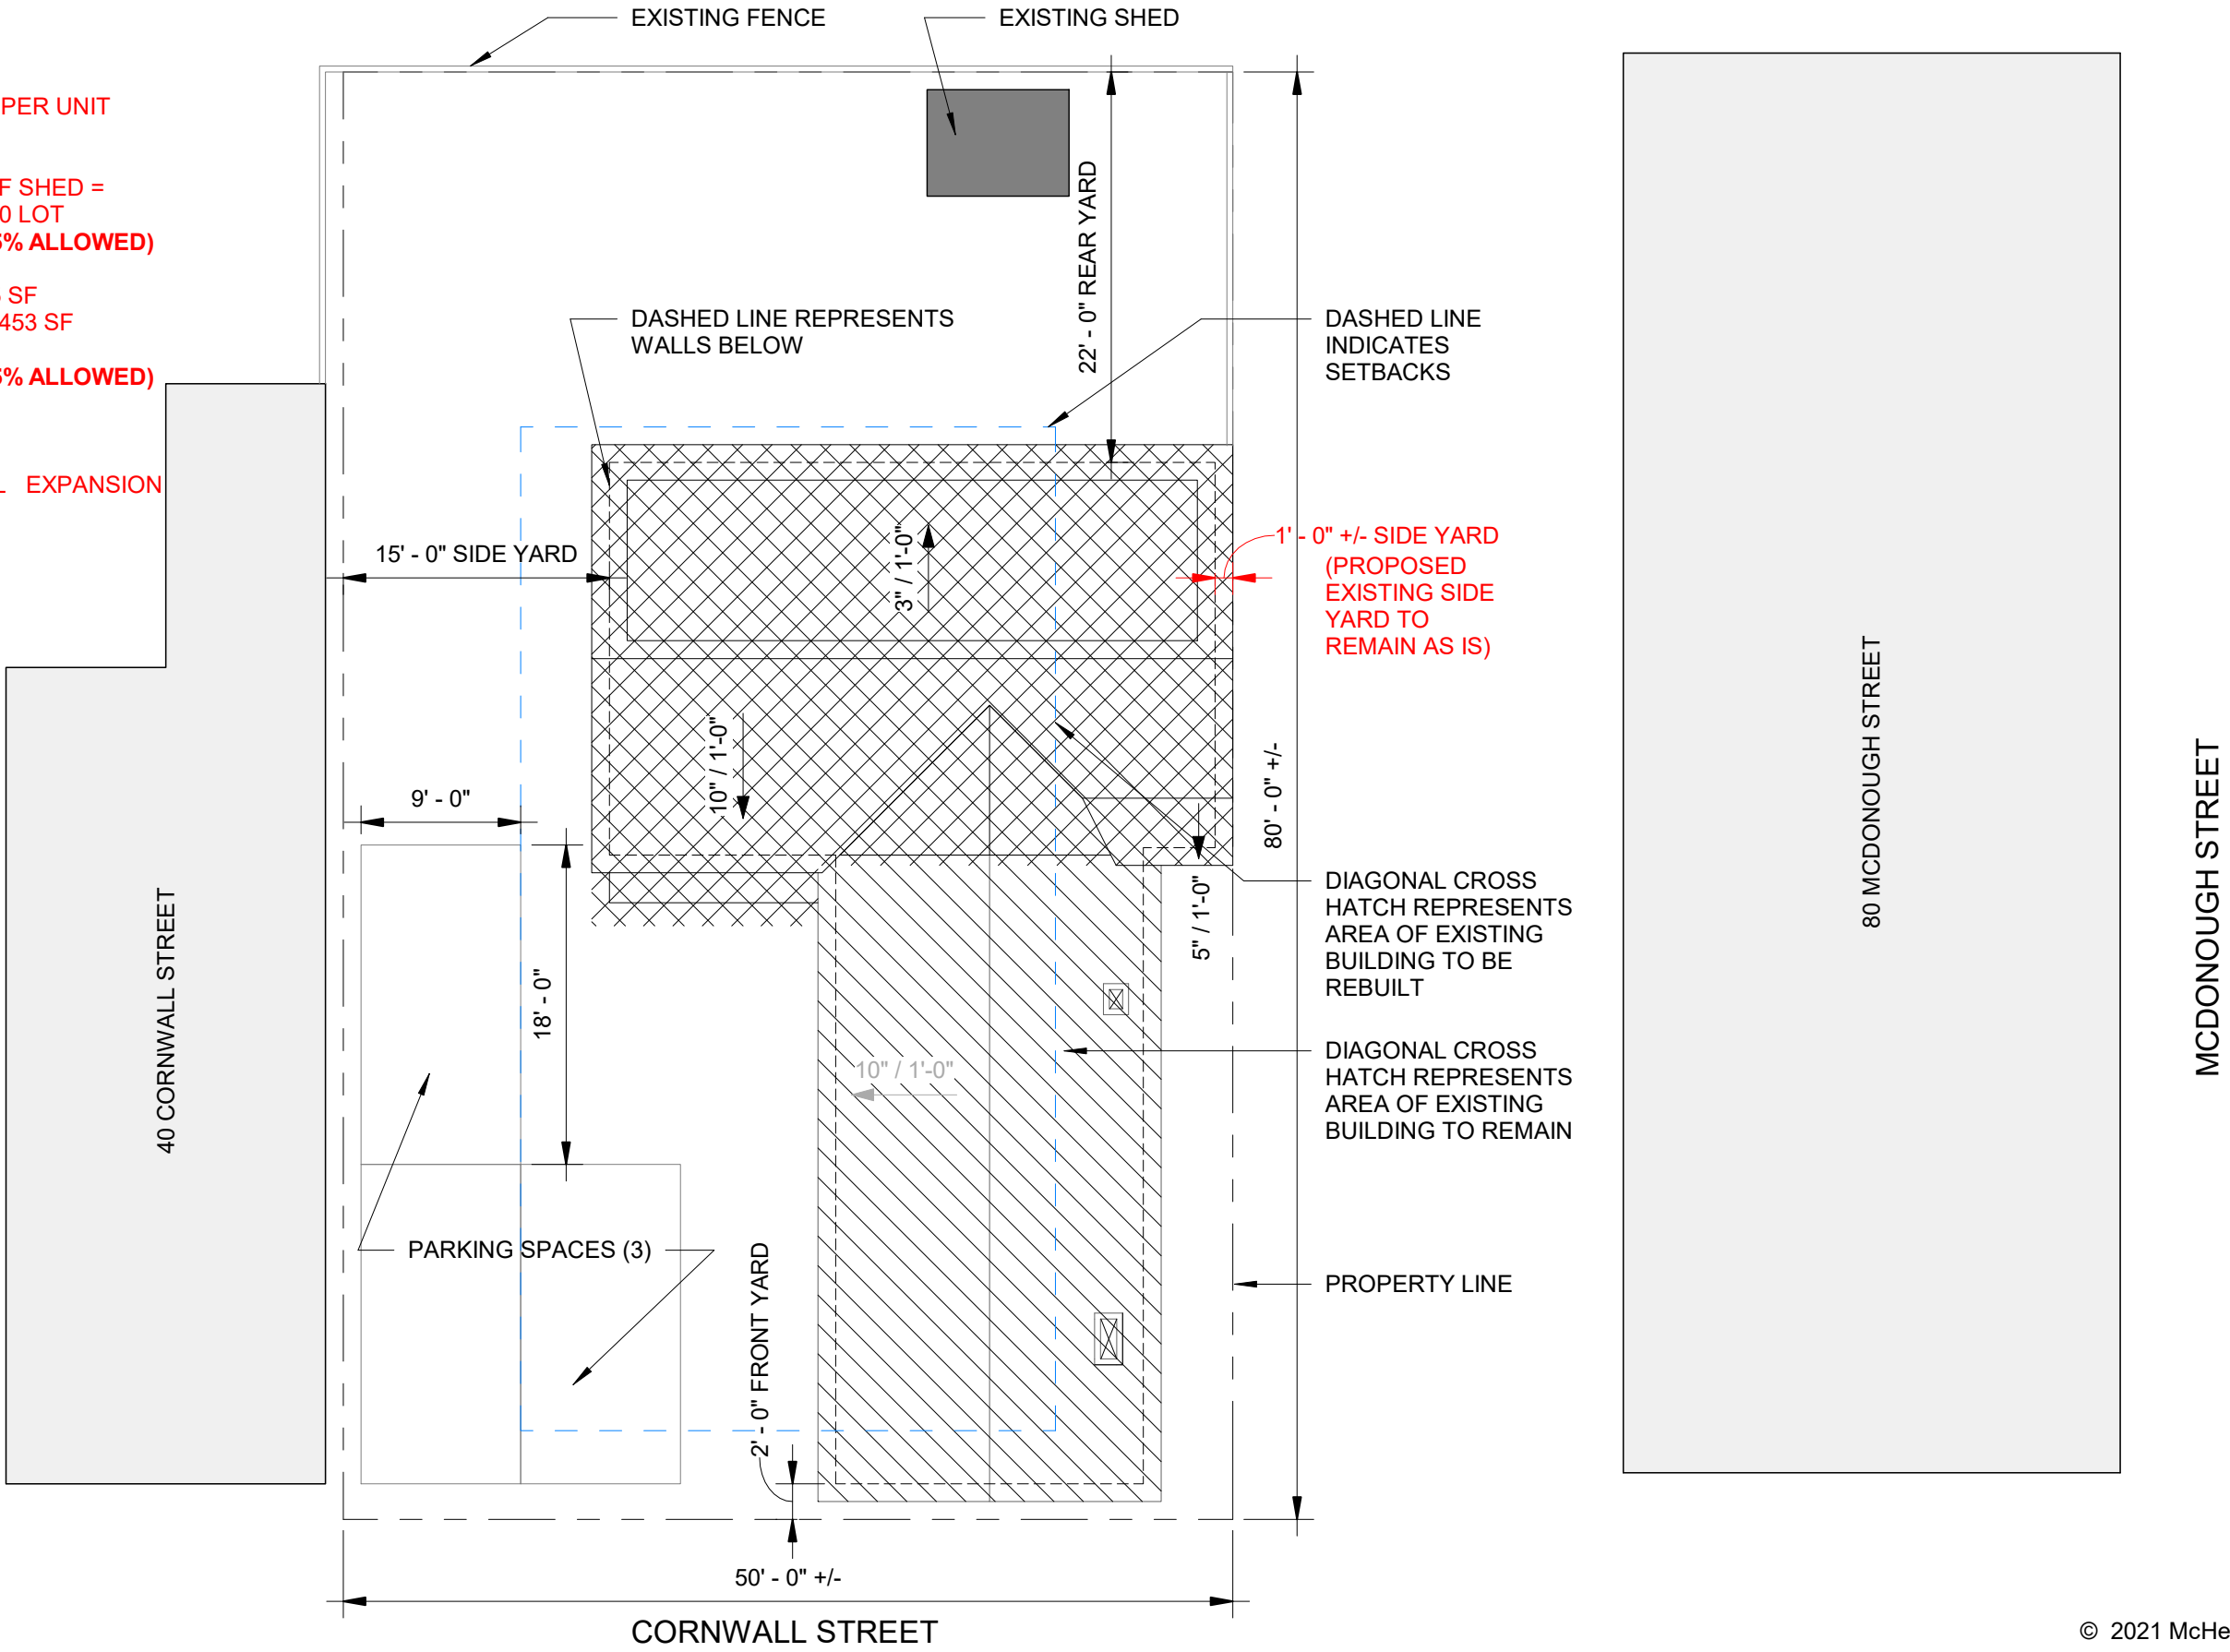 EXISTING FENCE
EXISTING SHED
PER UNIT
F SHED =
0 LOT
% ALLOWED)
SF
453 SF
% ALLOWED)
EXPANSION
22' - 0" REAR YARD
DASHED LINE REPRESENTS
WALLS BELOW
DASHED LINE
INDICATES
SETBACKS
15' - 0" SIDE YARD
3" / 1'-0"
1' - 0" +/- SIDE YARD
(PROPOSED
EXISTING SIDE
YARD TO
REMAIN AS IS)
10" / 1'-0"
80' - 0" +/-
9' - 0"
5" / 1'-0"
18' - 0"
DIAGONAL CROSS
HATCH REPRESENTS
AREA OF EXISTING
BUILDING TO BE
REBUILT
10" / 1'-0"
DIAGONAL CROSS
HATCH REPRESENTS
AREA OF EXISTING
BUILDING TO REMAIN
40 CORNWALL STREET
80 MCDONOUGH STREET
MCDONOUGH STREET
PARKING SPACES (3)
2' - 0" FRONT YARD
PROPERTY LINE
50' - 0" +/-
CORNWALL STREET
© 2021 McHe